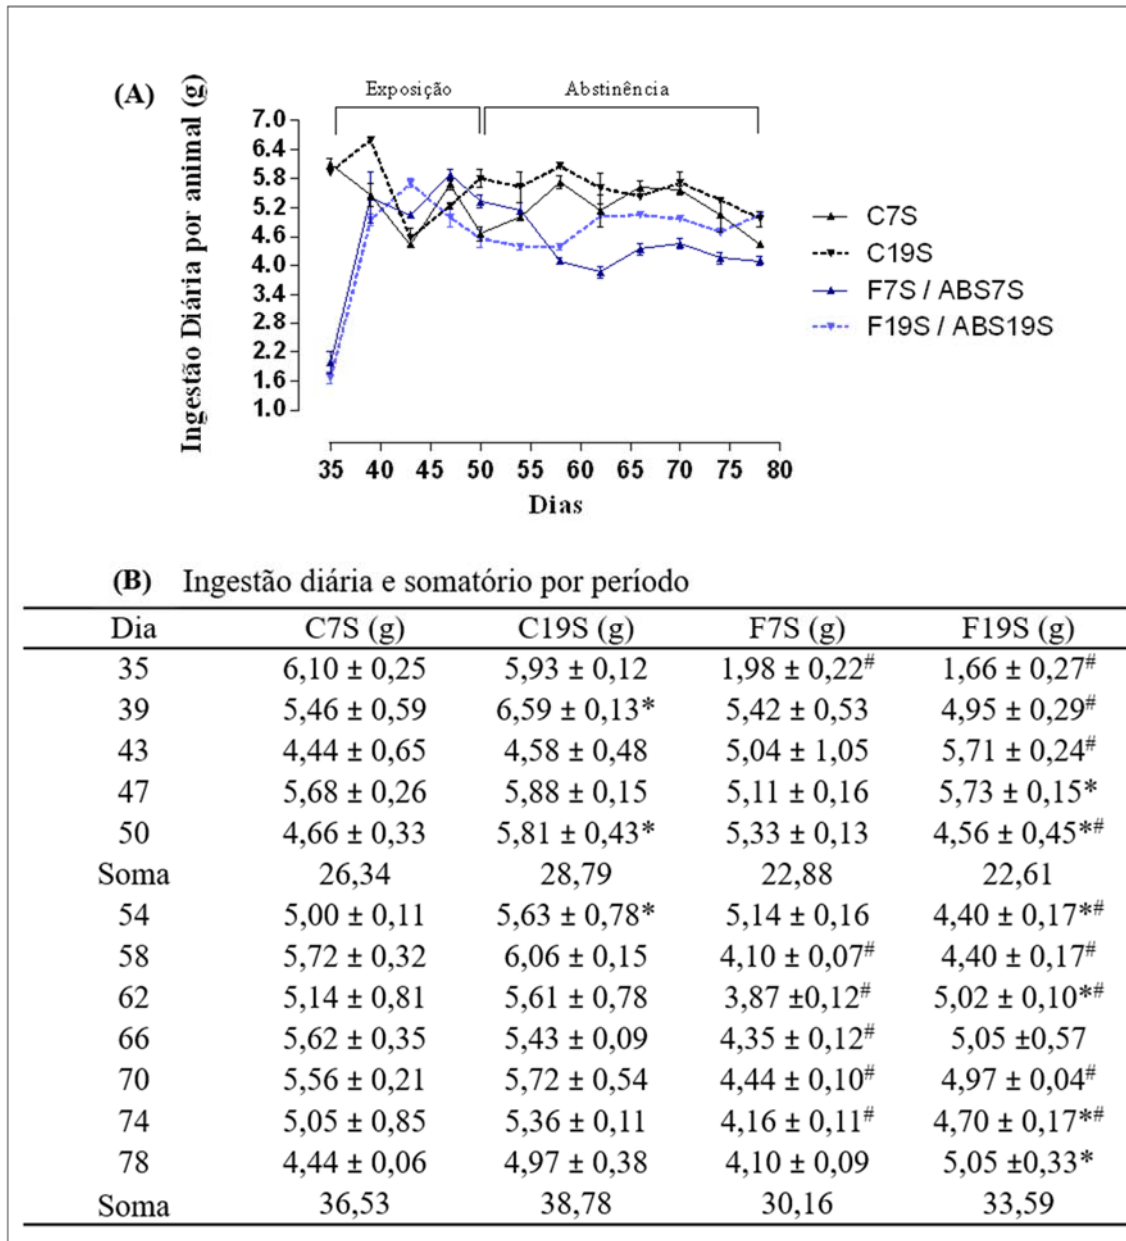 (A)
Ingestão Diária por animal (g)
Exposição Abstinência
7.0
6.4
5.8
5.2
4.6
4.0
3.4
2.8
2.2
1.6
1.0
35 40 45 50 55 60 65 70 75 80
Dias
C7S
C19S
F7S / ABS7S
F19S / ABS19S
(B) Ingestão diária e somatório por período
Dia C7S (g) C19S (g) F7S (g) F19S (g)
35 6,10 ± 0,25 5,93 ± 0,12 1,98 ± 0,22# 1,66 ± 0,27#
39 5,46 ± 0,59 6,59 ± 0,13* 5,42 ± 0,53 4,95 ± 0,29#
43 4,44 ± 0,65 4,58 ± 0,48 5,04 ± 1,05 5,71 ± 0,24#
47 5,68 ± 0,26 5,88 ± 0,15 5,11 ± 0,16 5,73 ± 0,15*
50 4,66 ± 0,33 5,81 ± 0,43* 5,33 ± 0,13 4,56 ± 0,45*#
Soma 26,34 28,79 22,88 22,61
54 5,00 ± 0,11 5,63 ± 0,78* 5,14 ± 0,16 4,40 ± 0,17*#
58 5,72 ± 0,32 6,06 ± 0,15 4,10 ± 0,07# 4,40 ± 0,17#
62 5,14 ± 0,81 5,61 ± 0,78 3,87 ±0,12# 5,02 ± 0,10*#
66 5,62 ± 0,35 5,43 ± 0,09 4,35 ± 0,12# 5,05 ±0,57
70 5,56 ± 0,21 5,72 ± 0,54 4,44 ± 0,10# 4,97 ± 0,04#
74 5,05 ± 0,85 5,36 ± 0,11 4,16 ± 0,11# 4,70 ± 0,17*#
78 4,44 ± 0,06 4,97 ± 0,38 4,10 ± 0,09 5,05 ±0,33*
Soma 36,53 38,78 30,16 33,59